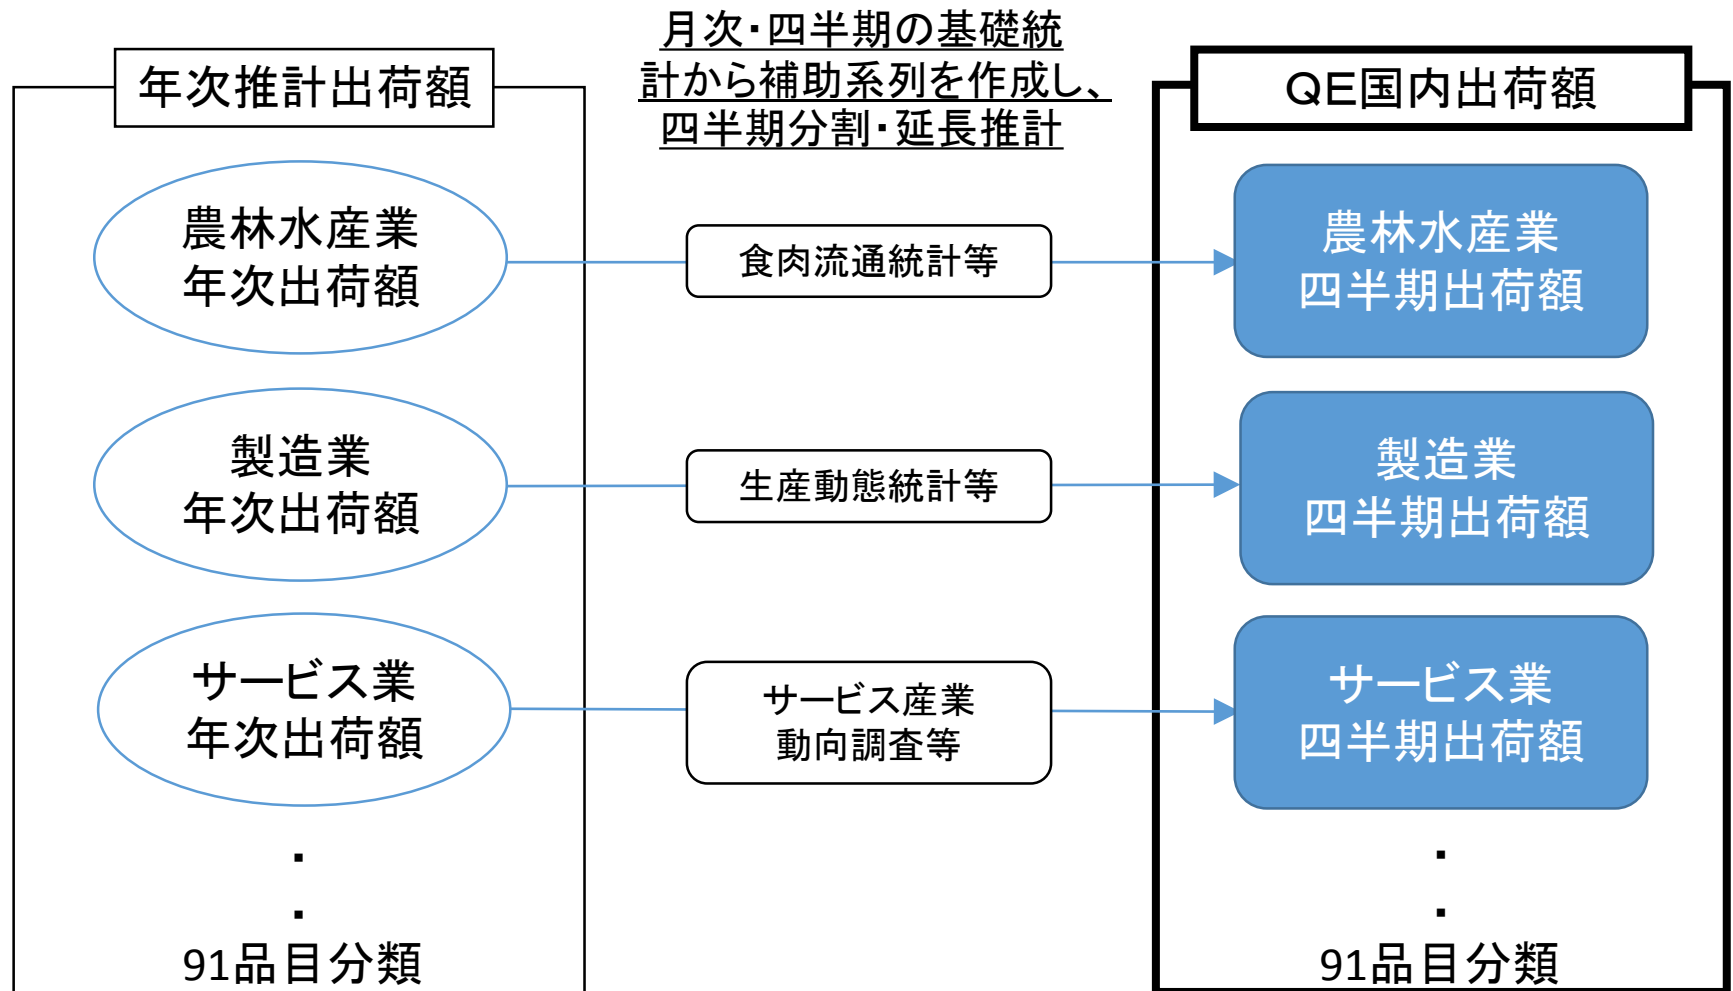 月次・四半期の基礎統
計から補助系列を作成し、
四半期分割・延長推計
年次推計出荷額
QE国内出荷額
農林水産業
年次出荷額
食肉流通統計等
農林水産業
四半期出荷額
製造業
年次出荷額
生産動態統計等
製造業
四半期出荷額
サービス業
年次出荷額
サービス産業
動向調査等
サービス業
四半期出荷額
・
・
91品目分類
・
・
91品目分類